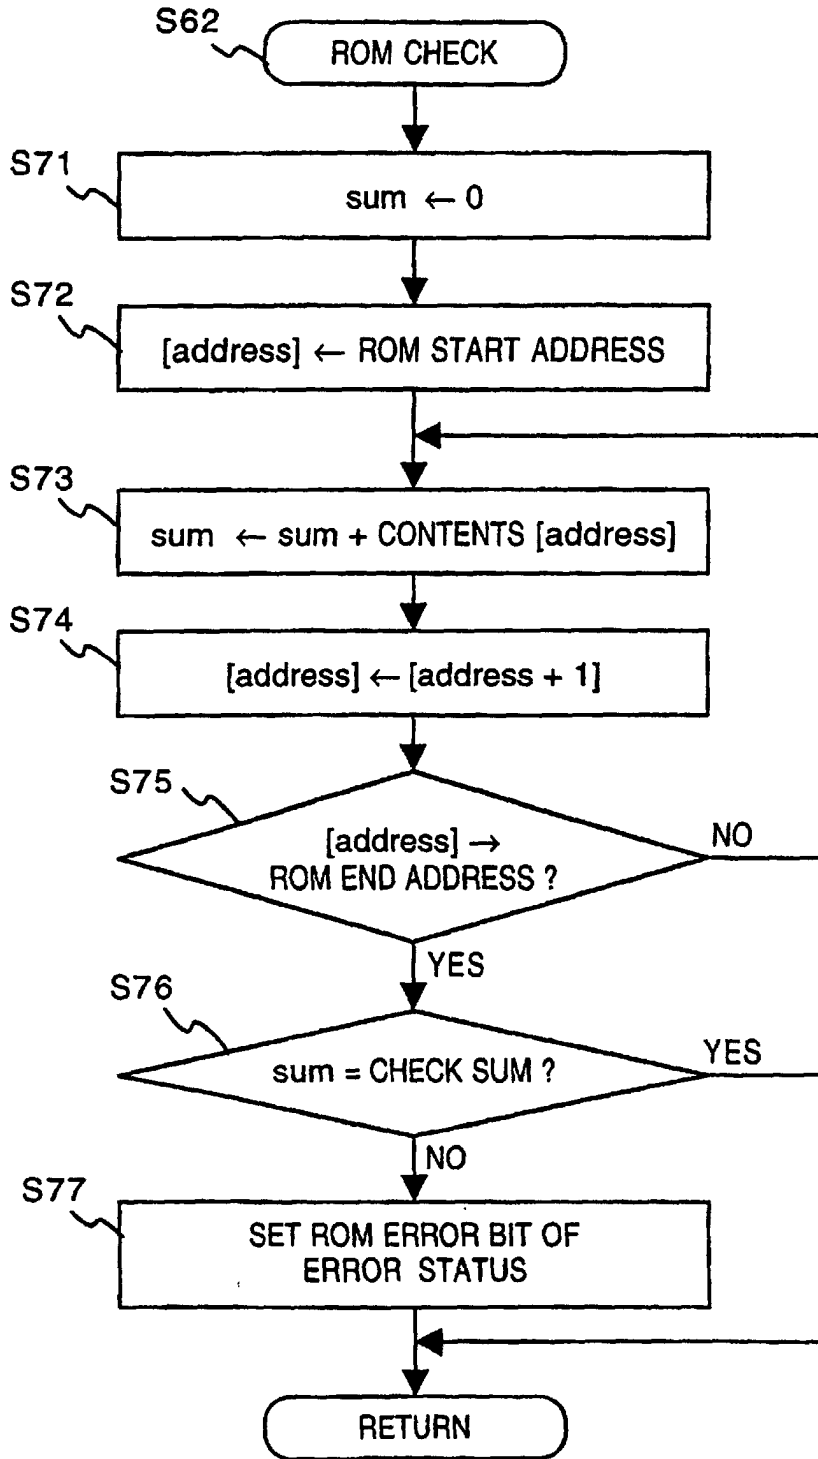 S62
ROM CHECK
S71
sum ← 0
S72
[address] ← ROM START ADDRESS
S73
sum ← sum + CONTENTS [address]
S74
[address] ← [address + 1]
S75
[address] →
ROM END ADDRESS ?
NO
YES
S76
sum = CHECK SUM ?
YES
NO
S77
SET ROM ERROR BIT OF
ERROR STATUS
RETURN